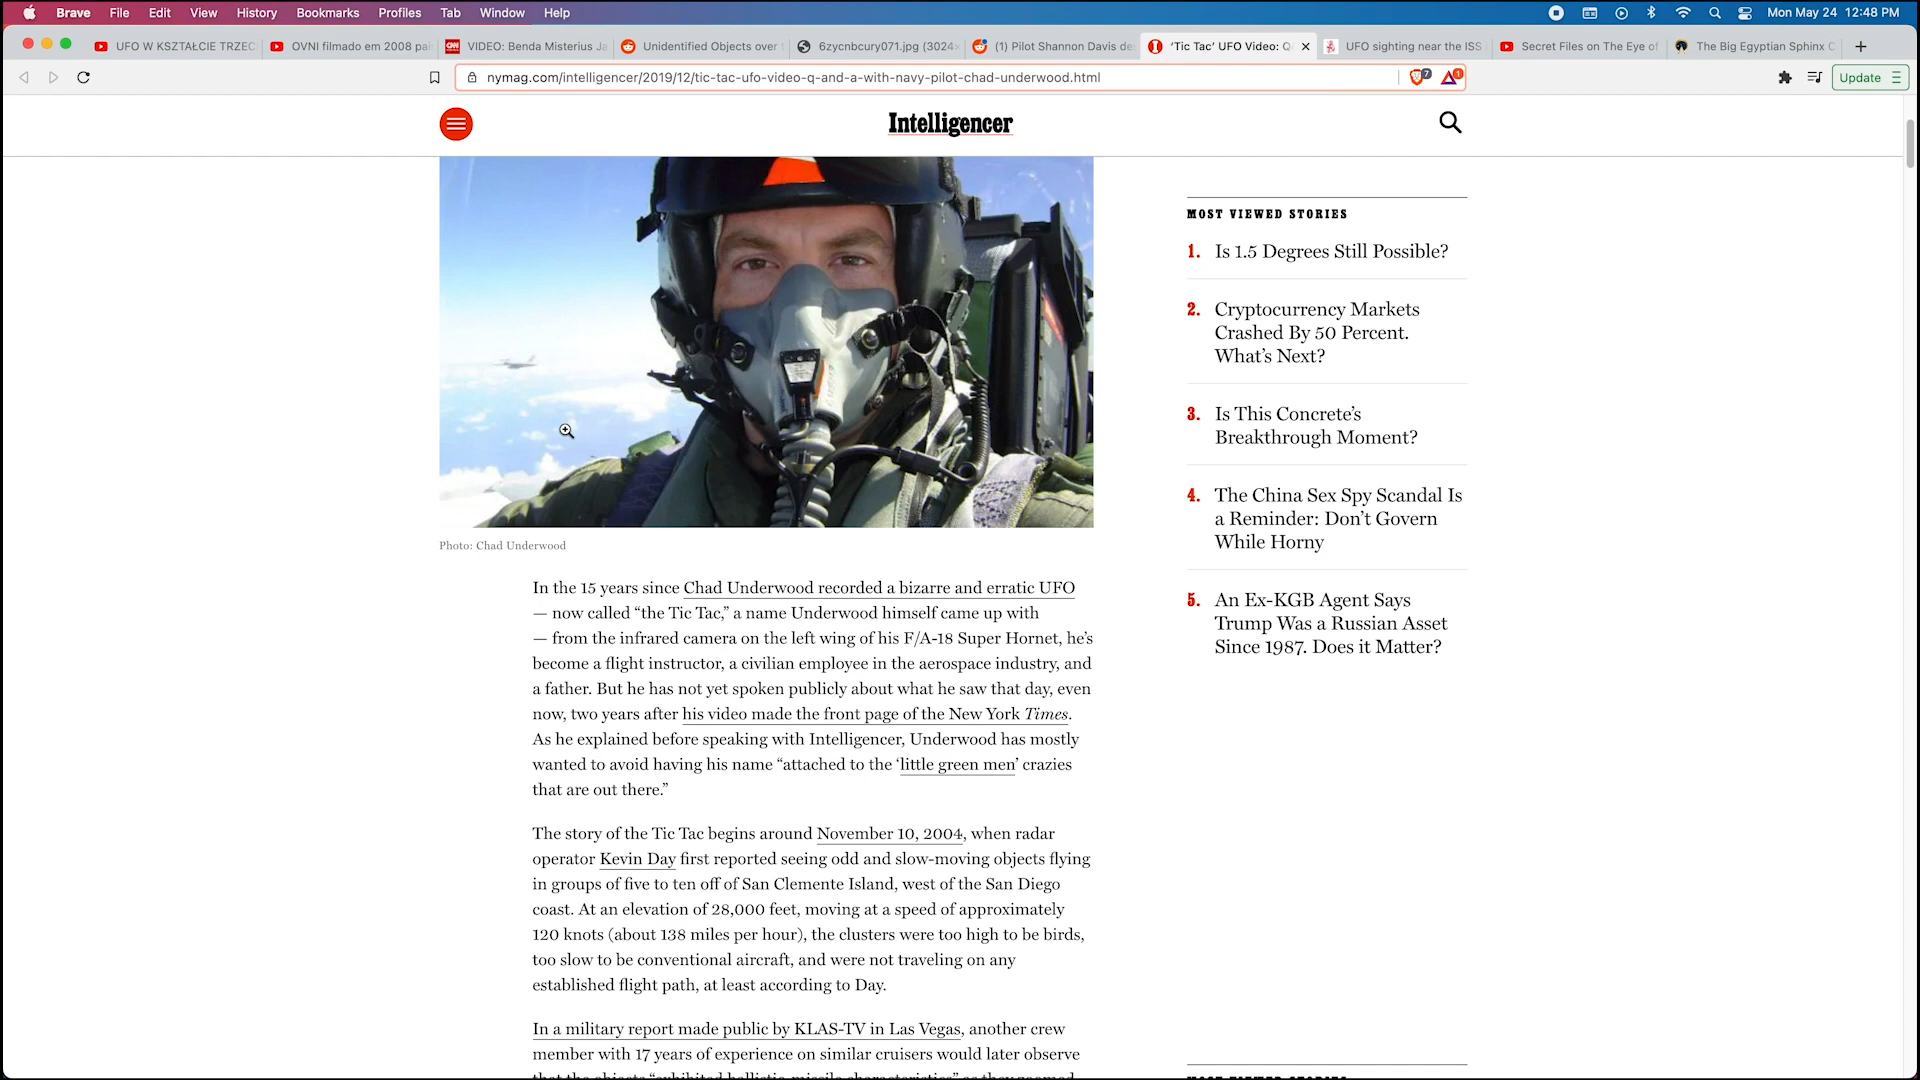 Brave File Edit View History Bookmarks Profiles Tab Window Help Mon May 24 12:48 PM
UFO W KSZTAŁCIE TRZEC OVNI filmado em 2008 pai VIDEO: Benda Misterius Ja Unidentified Objects over 6zycnbcury071.jpg (3024× (1) Pilot Shannon Davis de 'Tic Tac' UFO Video: Q UFO sighting near the ISS Secret Files on The Eye of The Big Egyptian Sphinx C
nymag.com/intelligencer/2019/12/tic-tac-ufo-video-q-and-a-with-navy-pilot-chad-underwood.html 7 1 Update
Intelligencer
MOST VIEWED STORIES
1. Is 1.5 Degrees Still Possible?
2. Cryptocurrency Markets
Crashed By 50 Percent.
What's Next?
3. Is This Concrete's
Breakthrough Moment?
4. The China Sex Spy Scandal Is
a Reminder: Don't Govern
While Horny
5. An Ex-KGB Agent Says
Trump Was a Russian Asset
Since 1987. Does it Matter?
Photo: Chad Underwood
In the 15 years since Chad Underwood recorded a bizarre and erratic UFO
— now called “the Tic Tac,” a name Underwood himself came up with
— from the infrared camera on the left wing of his F/A-18 Super Hornet, he’s
become a flight instructor, a civilian employee in the aerospace industry, and
a father. But he has not yet spoken publicly about what he saw that day, even
now, two years after his video made the front page of the New York Times.
As he explained before speaking with Intelligencer, Underwood has mostly
wanted to avoid having his name “attached to the ‘little green men’ crazies
that are out there.”
The story of the Tic Tac begins around November 10, 2004, when radar
operator Kevin Day first reported seeing odd and slow-moving objects flying
in groups of five to ten off of San Clemente Island, west of the San Diego
coast. At an elevation of 28,000 feet, moving at a speed of approximately
120 knots (about 138 miles per hour), the clusters were too high to be birds,
too slow to be conventional aircraft, and were not traveling on any
established flight path, at least according to Day.
In a military report made public by KLAS-TV in Las Vegas, another crew
member with 17 years of experience on similar cruisers would later observe